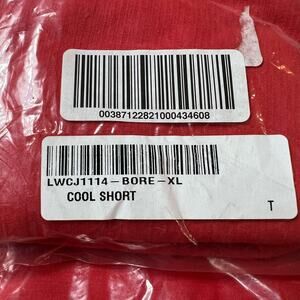 00387122821000434608
LWCJ1114-BORE-XL
COOL SHORT
T